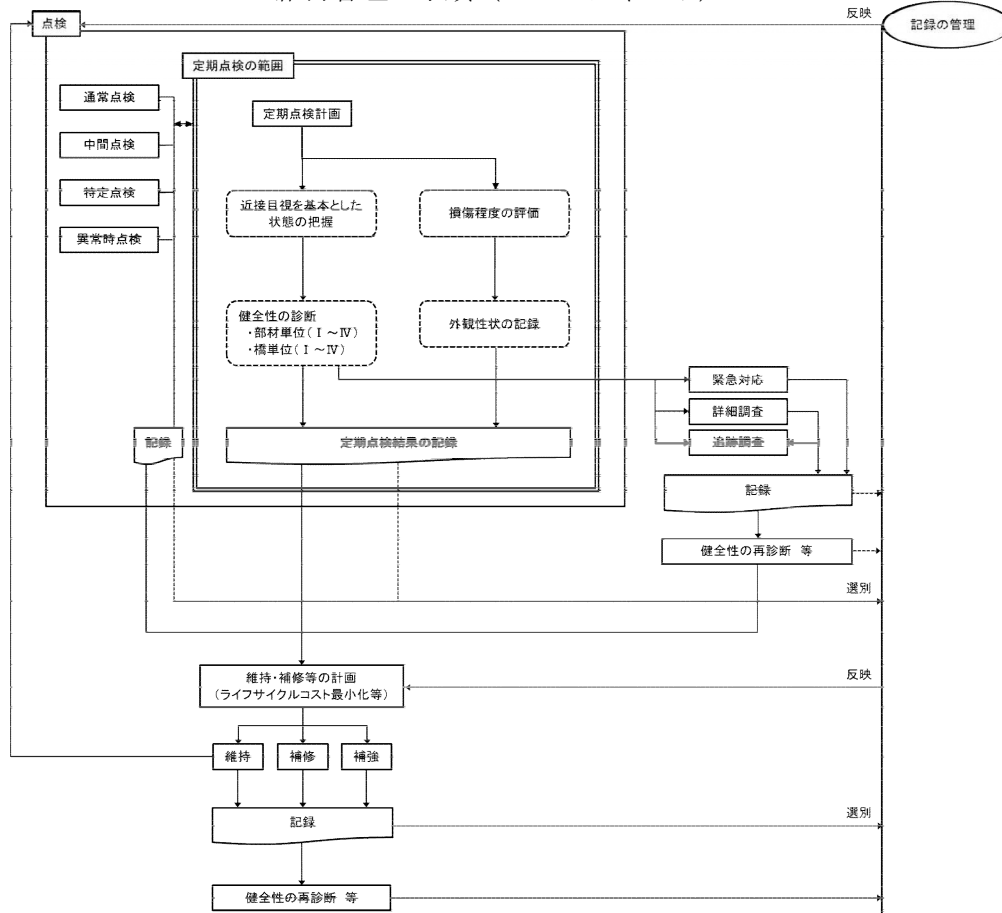 点検
反映
記録の管理
定期点検の範囲
通常点検
定期点検計画
中間点検
特定点検
近接目視を基本とした
状態の把握
損傷程度の評価
異常時点検
健全性の診断
・部材単位(Ⅰ～Ⅳ)
・橋単位(Ⅰ～Ⅳ)
外観性状の記録
緊急対応
詳細調査
記録
定期点検結果の記録
追跡調査
記録
健全性の再診断 等
選別
維持・補修等の計画
(ライフサイクルコスト最小化等)
反映
維持
補修
補強
記録
選別
健全性の再診断 等